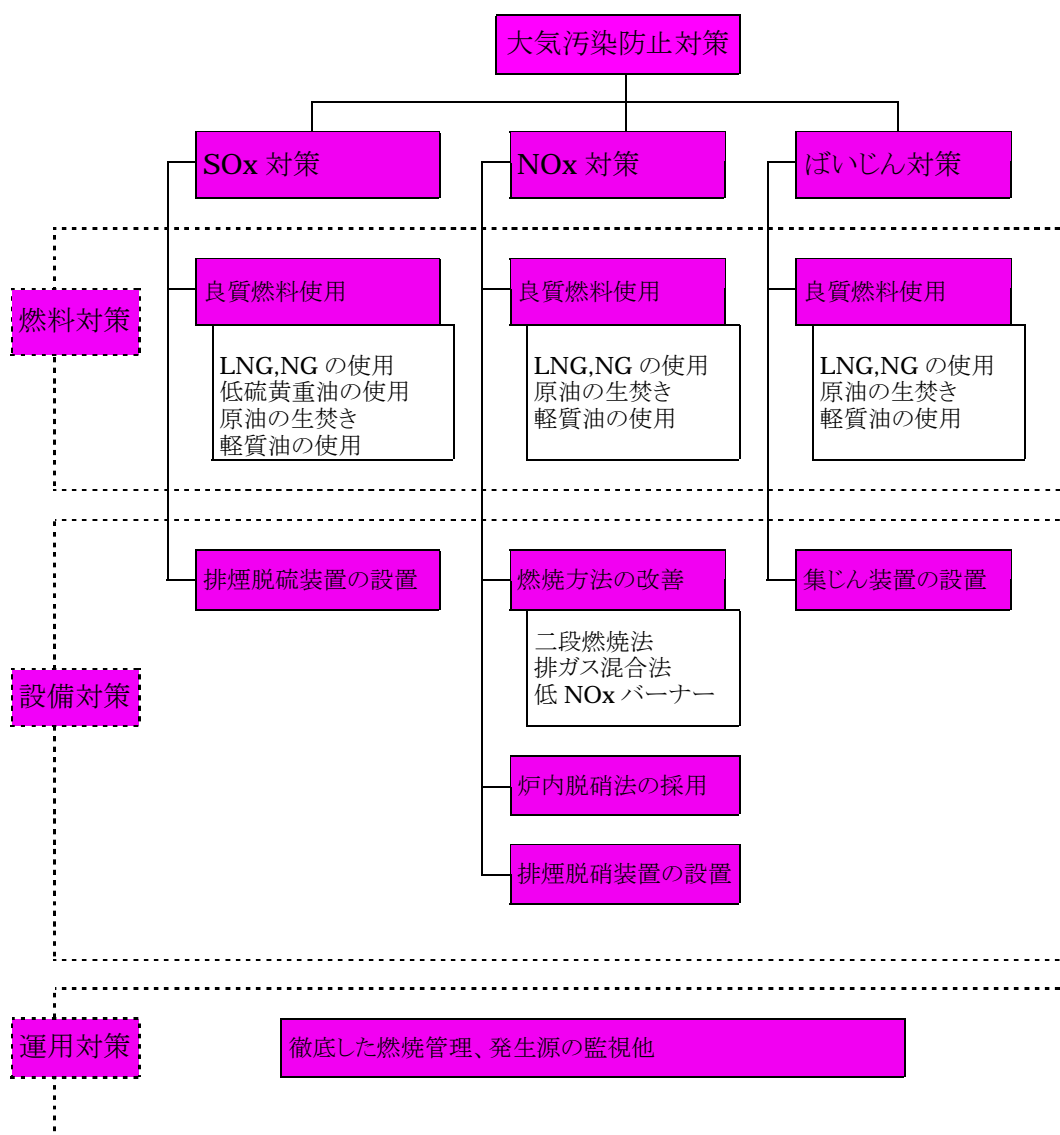 大気汚染防止対策
SOx 対策
NOx 対策
ばいじん対策
燃料対策
良質燃料使用
LNG,NG の使用
低硫黄重油の使用
原油の生焚き
軽質油の使用
良質燃料使用
LNG,NG の使用
原油の生焚き
軽質油の使用
良質燃料使用
LNG,NG の使用
原油の生焚き
軽質油の使用
設備対策
排煙脱硫装置の設置
燃焼方法の改善
二段燃焼法
排ガス混合法
低 NOx バーナー
炉内脱硝法の採用
排煙脱硝装置の設置
集じん装置の設置
運用対策
徹底した燃焼管理、発生源の監視他